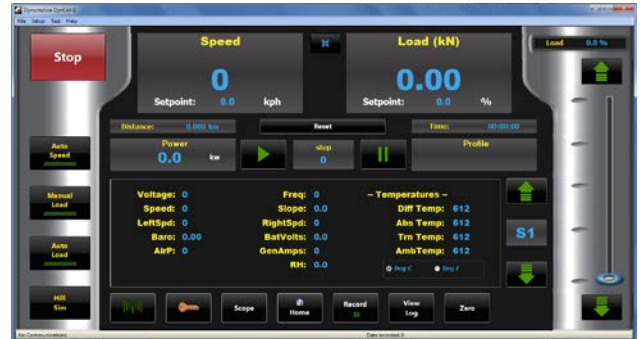 Dynomotive DynCtrl-E
File Setup Test Help
Stop
Speed
0
Setpoint: 0.0 kph
Load (kN)
0.00
Setpoint: 0.0 %
Load 0.0 %
Distance: 0.000 km
Reset
Time: 00:00:00
Auto
Speed
Power
0.0 kw
step
0
Profile
Manual
Load
Voltage: 0
Speed: 0
LeftSpd: 0
Baro: 0.00
AirP: 0
Freq: 0
Slope: 0.0
RightSpd: 0
BatVolts: 0.0
GenAmps: 0
RH: 0.0
– Temperatures –
Diff Temp: 612
Abs Temp: 612
Trn Temp: 612
AmbTemp: 612
Deg C Deg F
S1
Auto
Load
Hill
Sim
Scope
Home
Record
View
Log
Zero
No Communications
Data recorded: 0